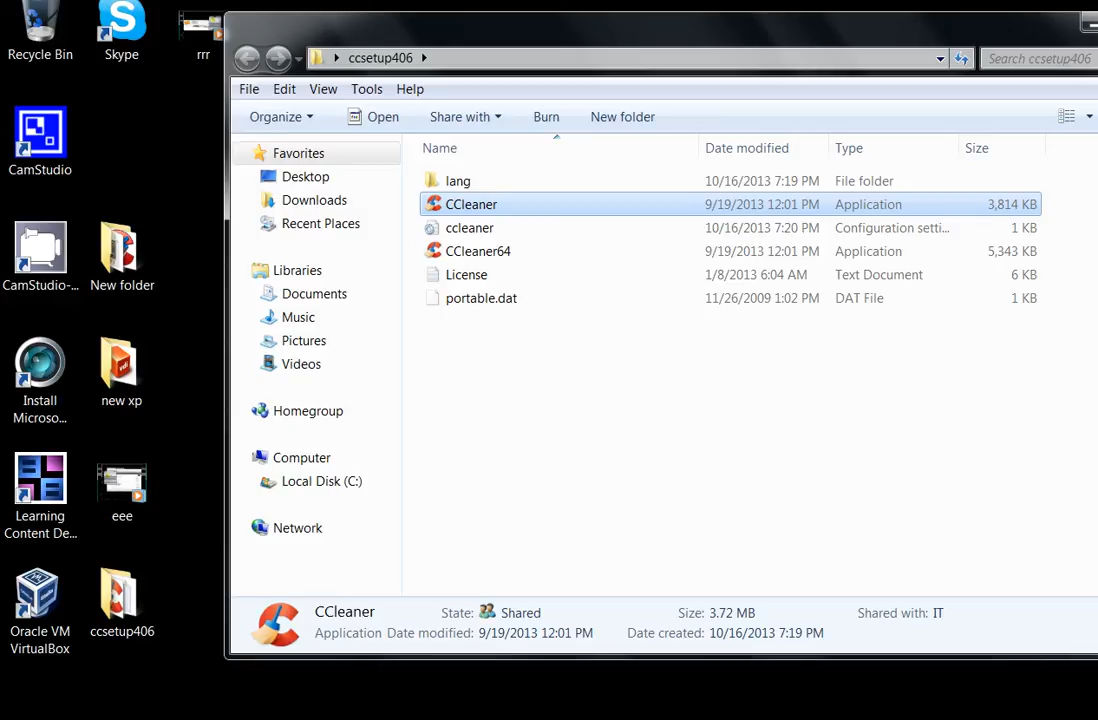 Recycle Bin
Skype
rrr
CamStudio
CamStudio-...
New folder
Install
Microso...
new xp
Learning
Content De...
eee
Oracle VM
VirtualBox
ccsetup406
ccsetup406
Search ccsetup406
File Edit View Tools Help
Organize Open Share with Burn New folder
Name Date modified Type Size
Favorites
Desktop
Downloads
Recent Places
Libraries
Documents
Music
Pictures
Videos
Homegroup
Computer
Local Disk (C:)
Network
lang 10/16/2013 7:19 PM File folder
CCleaner 9/19/2013 12:01 PM Application 3,814 KB
ccleaner 10/16/2013 7:20 PM Configuration setti... 1 KB
CCleaner64 9/19/2013 12:01 PM Application 5,343 KB
License 1/8/2013 6:04 AM Text Document 6 KB
portable.dat 11/26/2009 1:02 PM DAT File 1 KB
CCleaner State: Shared Size: 3.72 MB Shared with: IT
Application Date modified: 9/19/2013 12:01 PM Date created: 10/16/2013 7:19 PM